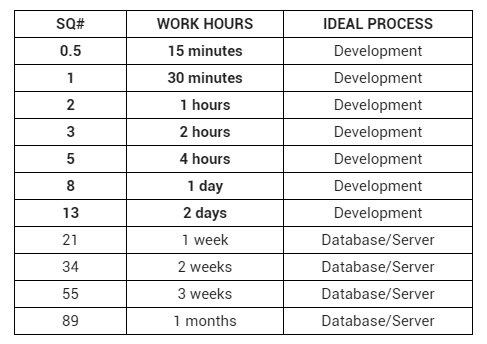 SQ# WORK HOURS IDEAL PROCESS
0.5 15 minutes Development
1 30 minutes Development
2 1 hours Development
3 2 hours Development
5 4 hours Development
8 1 day Development
13 2 days Development
21 1 week Database/Server
34 2 weeks Database/Server
55 3 weeks Database/Server
89 1 months Database/Server